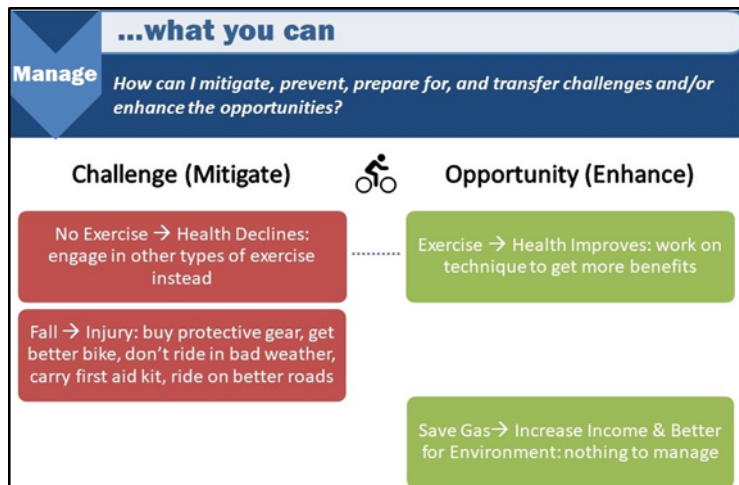 ...what you can
Manage
How can I mitigate, prevent, prepare for, and transfer challenges and/or
enhance the opportunities?
Challenge (Mitigate)
Opportunity (Enhance)
No Exercise → Health Declines:
engage in other types of exercise
instead
Exercise → Health Improves: work on
technique to get more benefits
Fall → Injury: buy protective gear, get
better bike, don't ride in bad weather,
carry first aid kit, ride on better roads
Save Gas→ Increase Income & Better
for Environment: nothing to manage